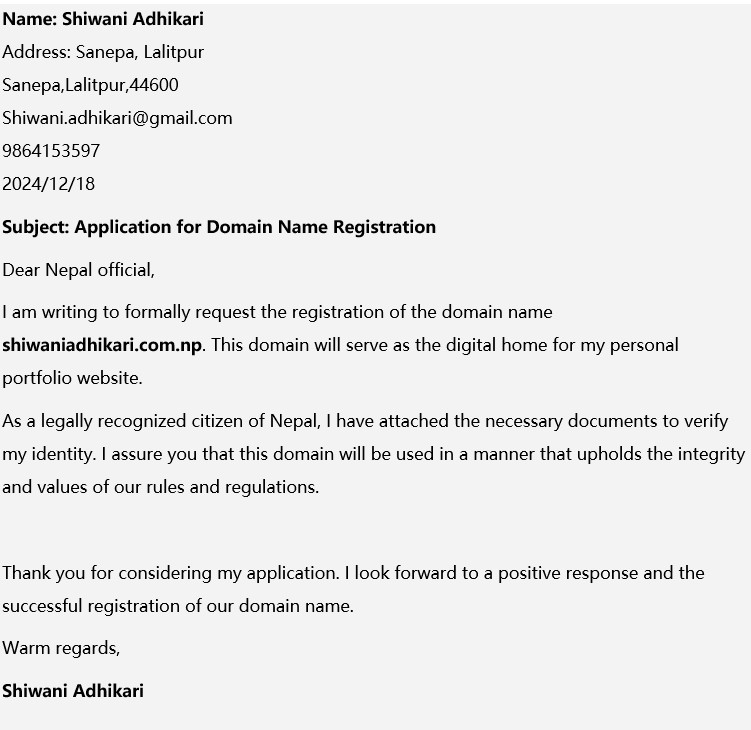 Name: Shiwani Adhikari
Address: Sanepa, Lalitpur
Sanepa,Lalitpur,44600
Shiwani.adhikari@gmail.com
9864153597
2024/12/18
Subject: Application for Domain Name Registration
Dear Nepal official,
I am writing to formally request the registration of the domain name
shiwaniadhikari.com.np. This domain will serve as the digital home for my personal
portfolio website.
As a legally recognized citizen of Nepal, I have attached the necessary documents to verify
my identity. I assure you that this domain will be used in a manner that upholds the integrity
and values of our rules and regulations.
Thank you for considering my application. I look forward to a positive response and the
successful registration of our domain name.
Warm regards,
Shiwani Adhikari